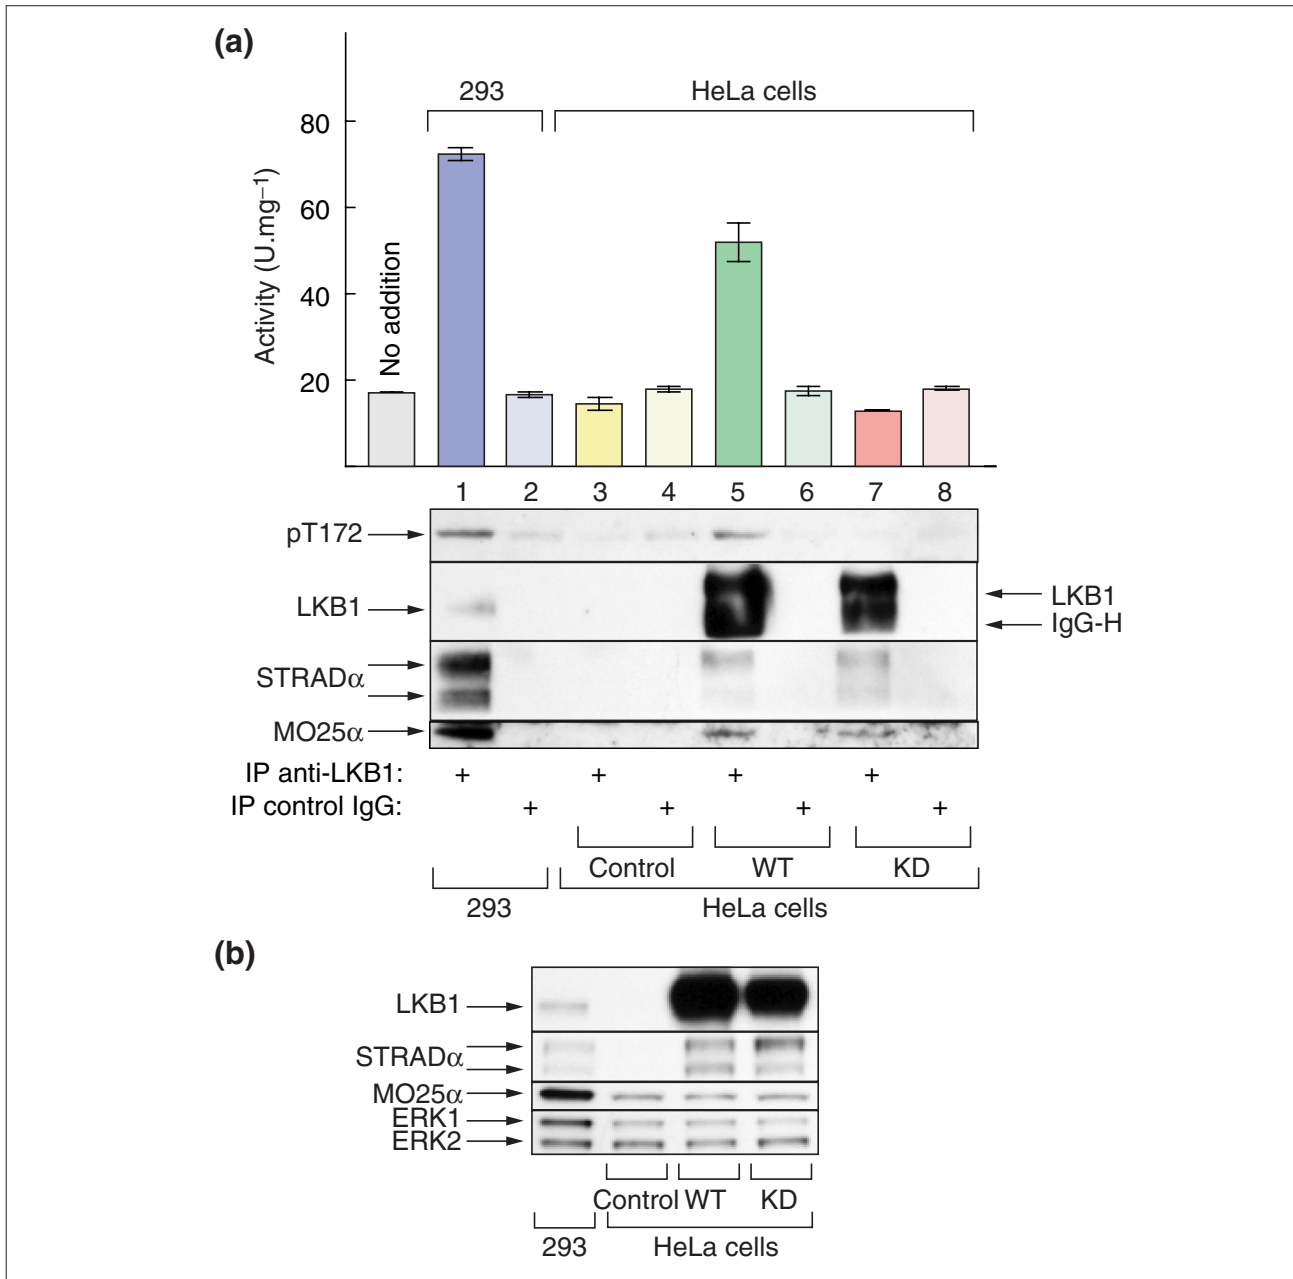 (a)
293 HeLa cells
80
60
40
20
Activity (U.mg⁻¹)
No addition
1 2 3 4 5 6 7 8
pT172
LKB1
LKB1
IgG-H
STRADα
MO25α
IP anti-LKB1: + + + +
IP control IgG: + + + +
Control WT KD
293 HeLa cells
(b)
LKB1
STRADα
MO25α
ERK1
ERK2
Control WT KD
293 HeLa cells